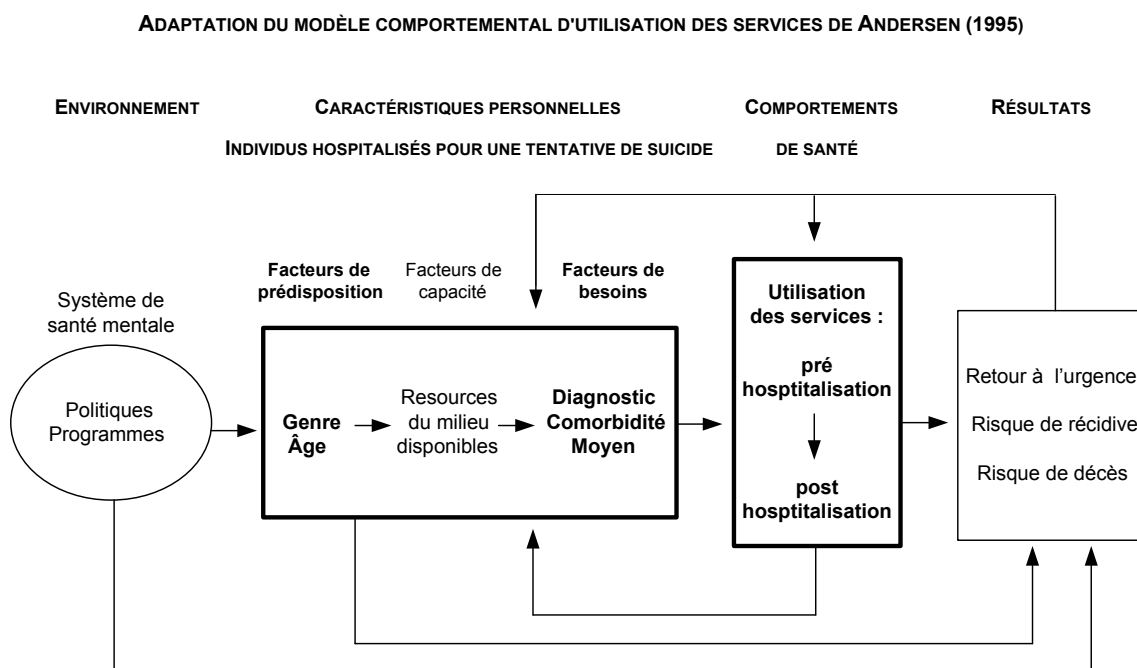 ADAPTATION DU MODÈLE COMPORTEMENTAL D'UTILISATION DES SERVICES DE ANDERSEN (1995)
ENVIRONNEMENT
CARACTÉRISTIQUES PERSONNELLES
INDIVIDUS HOSPITALISÉS POUR UNE TENTATIVE DE SUICIDE
COMPORTEMENTS
DE SANTÉ
RÉSULTATS
Système de
santé mentale
Politiques
Programmes
Facteurs de
prédisposition
Facteurs de
capacité
Facteurs de
besoins
Genre
Âge
Resources
du milieu
disponibles
Diagnostic
Comorbidité
Moyen
Utilisation
des services :
pré
hosptitalisation
post
hosptitalisation
Retour à l'urgence
Risque de récidive
Risque de décès